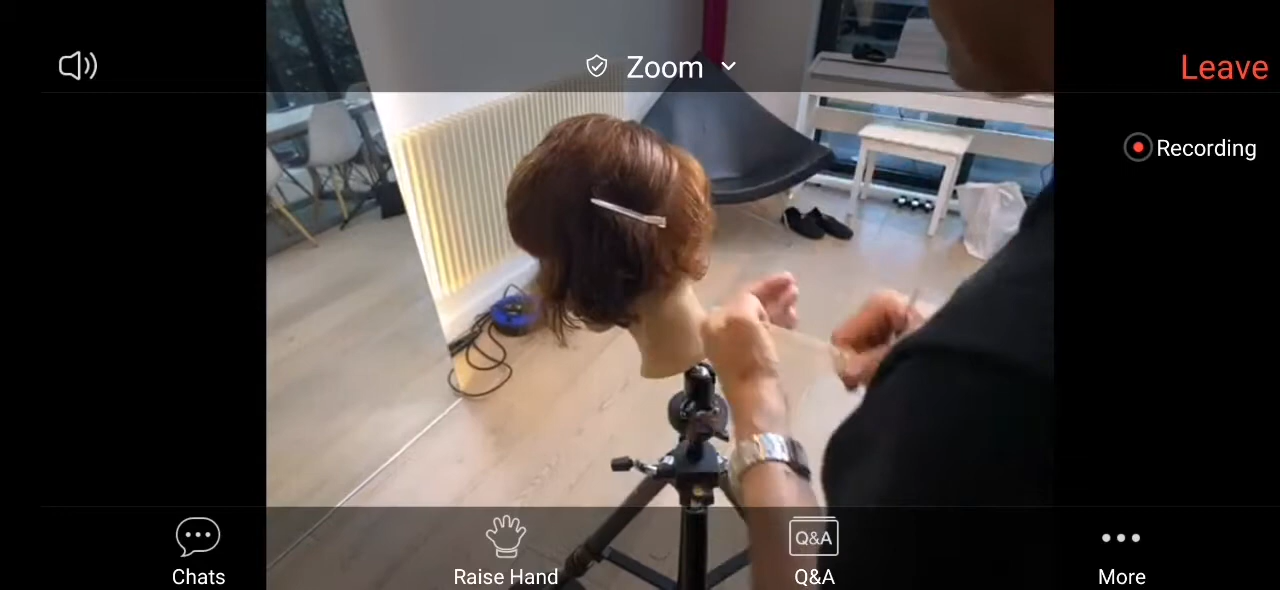 Zoom
Leave
Recording
Chats
Raise Hand
Q&A
Q&A
More